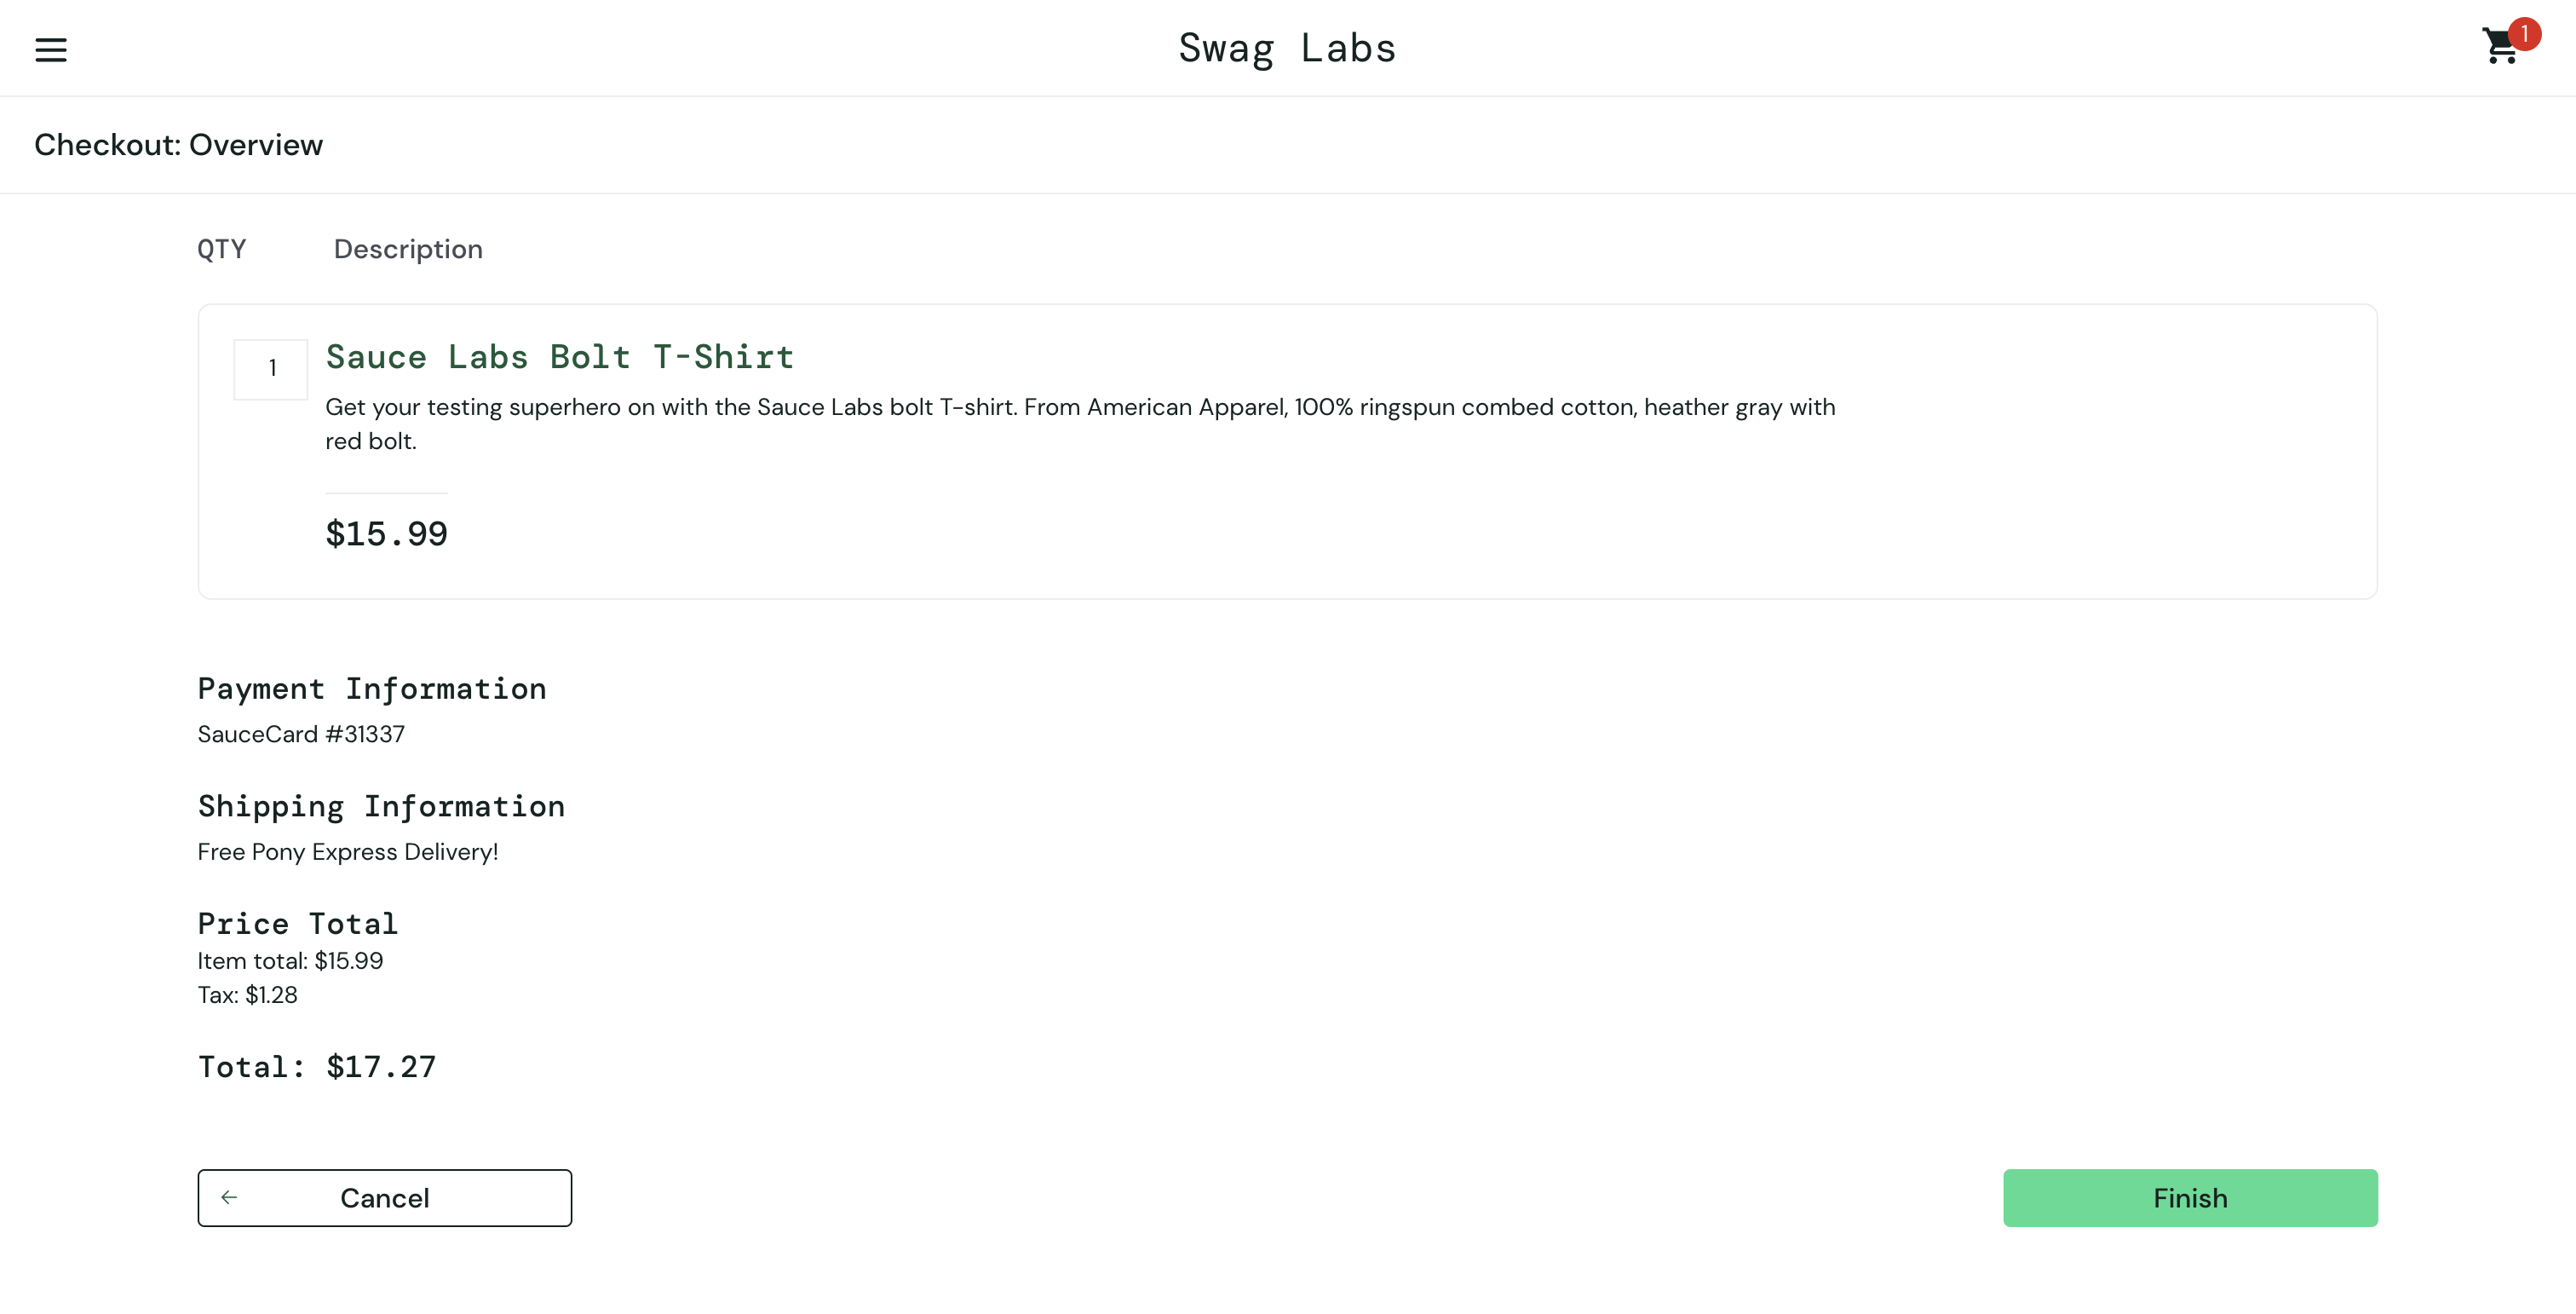 Swag Labs
1
Checkout: Overview
QTY Description
1
Sauce Labs Bolt T-Shirt
Get your testing superhero on with the Sauce Labs bolt T-shirt. From American Apparel, 100% ringspun combed cotton, heather gray with
red bolt.
$15.99
Payment Information
SauceCard #31337
Shipping Information
Free Pony Express Delivery!
Price Total
Item total: $15.99
Tax: $1.28
Total: $17.27
Cancel
Finish